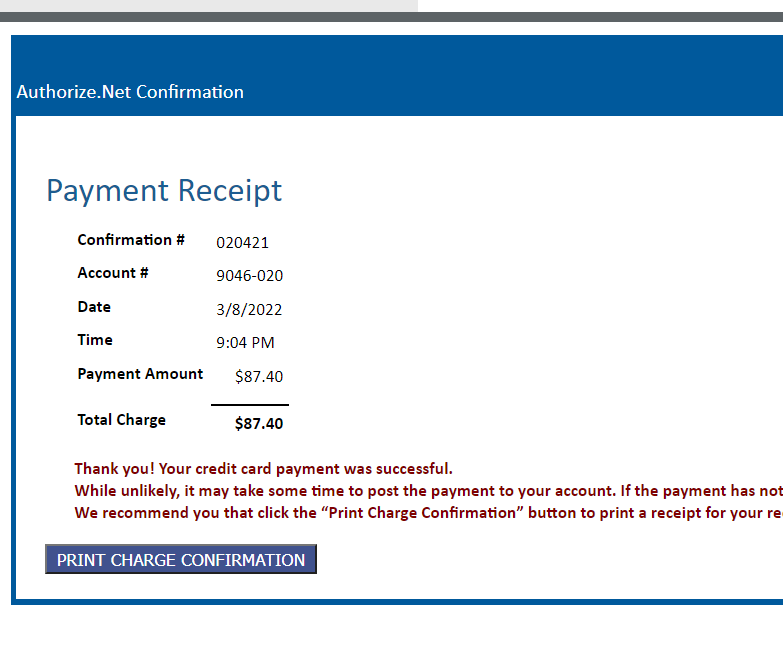 Authorize.Net Confirmation
Payment Receipt
Confirmation # 020421
Account # 9046-020
Date 3/8/2022
Time 9:04 PM
Payment Amount $87.40
Total Charge $87.40
Thank you! Your credit card payment was successful.
While unlikely, it may take some time to post the payment to your account. If the payment has not
We recommend you that click the “Print Charge Confirmation” button to print a receipt for your
PRINT CHARGE CONFIRMATION